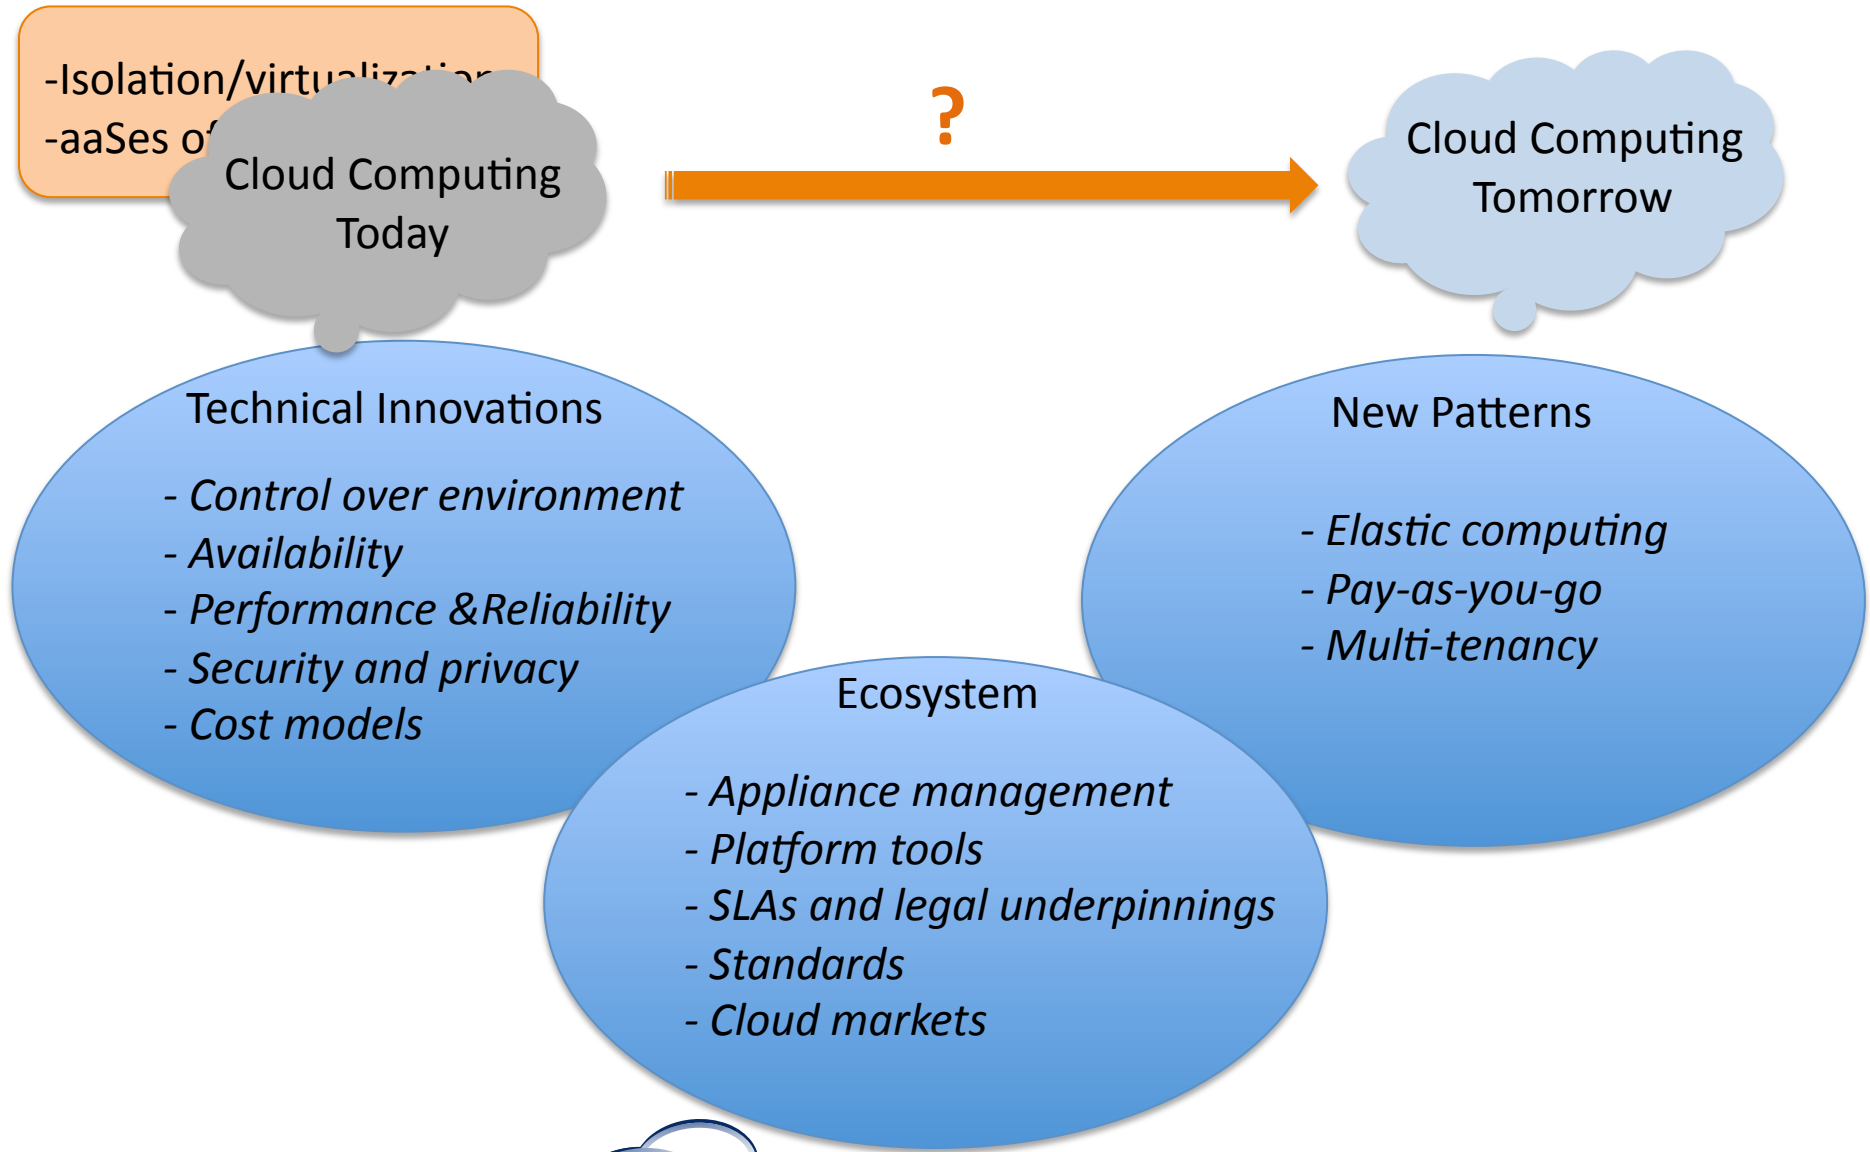 -Isolation/virtualization
-aaSes of
Cloud Computing
Today
?
Cloud Computing
Tomorrow
Technical Innovations
- Control over environment
- Availability
- Performance &Reliability
- Security and privacy
- Cost models
New Patterns
- Elastic computing
- Pay-as-you-go
- Multi-tenancy
Ecosystem
- Appliance management
- Platform tools
- SLAs and legal underpinnings
- Standards
- Cloud markets